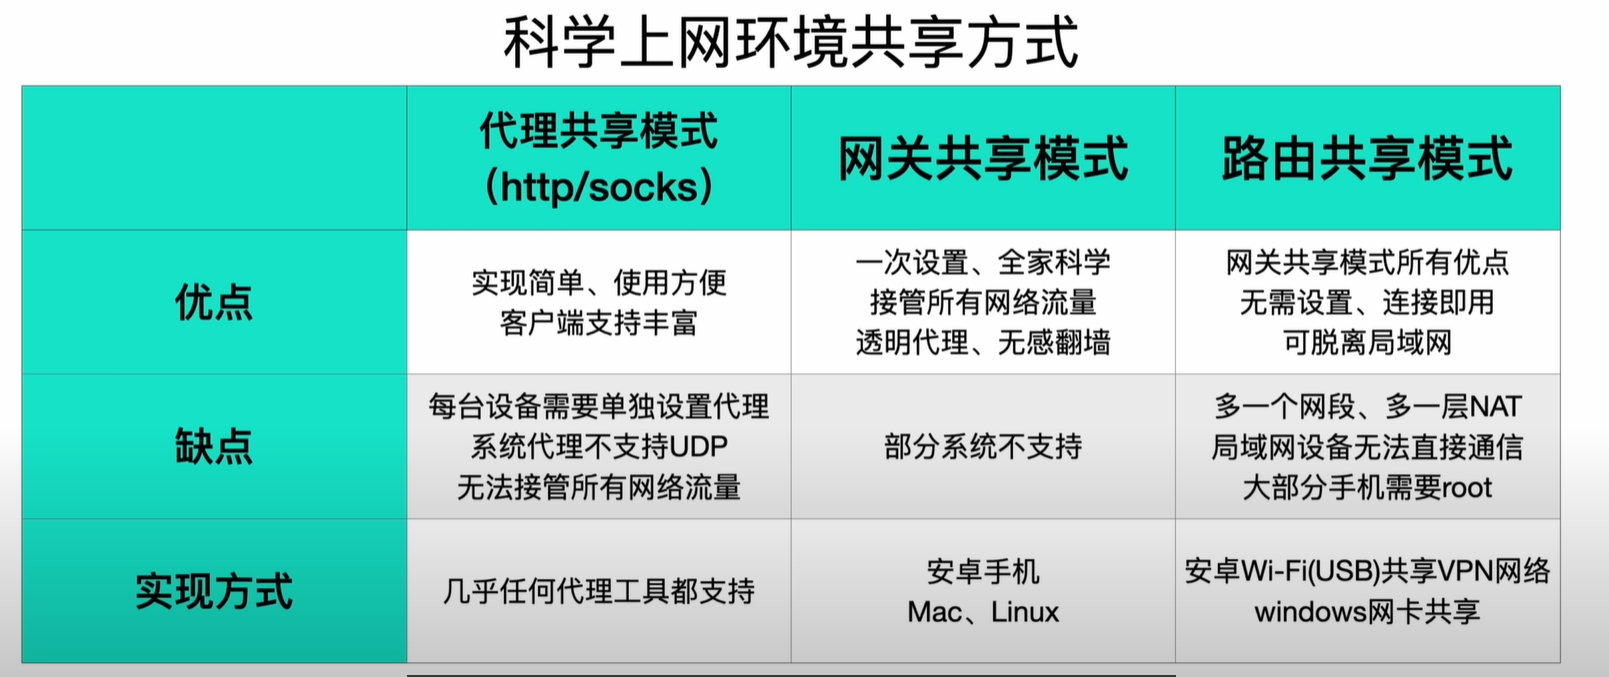 科学上网环境共享方式
代理共享模式
（http/socks）
网关共享模式
路由共享模式
优点
实现简单、使用方便
客户端支持丰富
一次设置、全家科学
接管所有网络流量
透明代理、无感翻墙
网关共享模式所有优点
无需设置、连接即用
可脱离局域网
缺点
每台设备需要单独设置代理
系统代理不支持UDP
无法接管所有网络流量
部分系统不支持
多一个网段、多一层NAT
局域网设备无法直接通信
大部分手机需要root
实现方式
几乎任何代理工具都支持
安卓手机
Mac、Linux
安卓Wi-Fi(USB)共享VPN网络
windows网卡共享